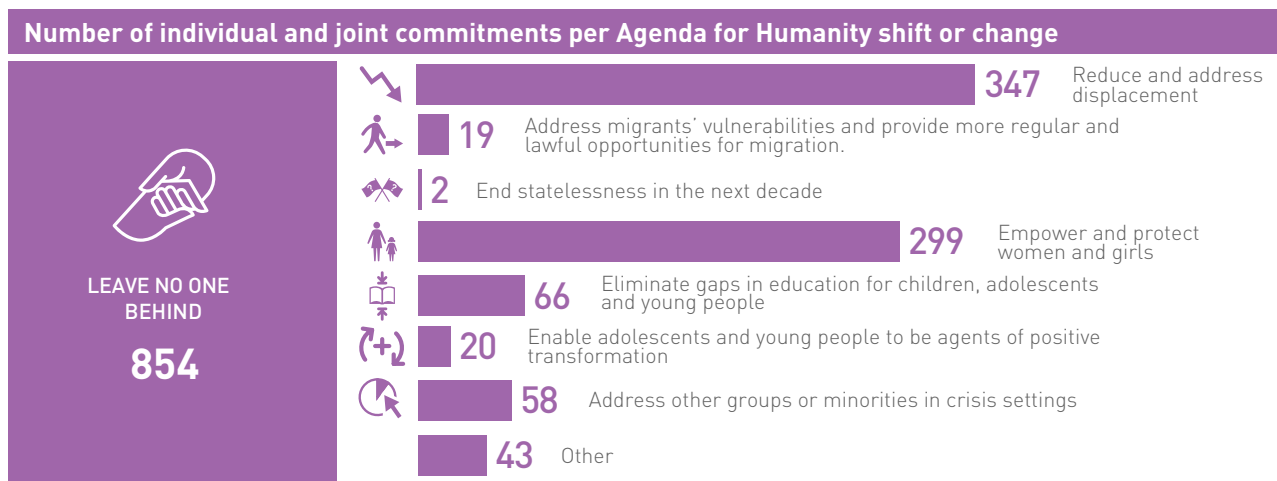 Number of individual and joint commitments per Agenda for Humanity shift or change
LEAVE NO ONE
BEHIND
854
347
Reduce and address
displacement
19
Address migrants' vulnerabilities and provide more regular and
lawful opportunities for migration.
2
End statelessness in the next decade
299
Empower and protect
women and girls
66
Eliminate gaps in education for children, adolescents
and young people
20
Enable adolescents and young people to be agents of positive
transformation
58
Address other groups or minorities in crisis settings
43
Other